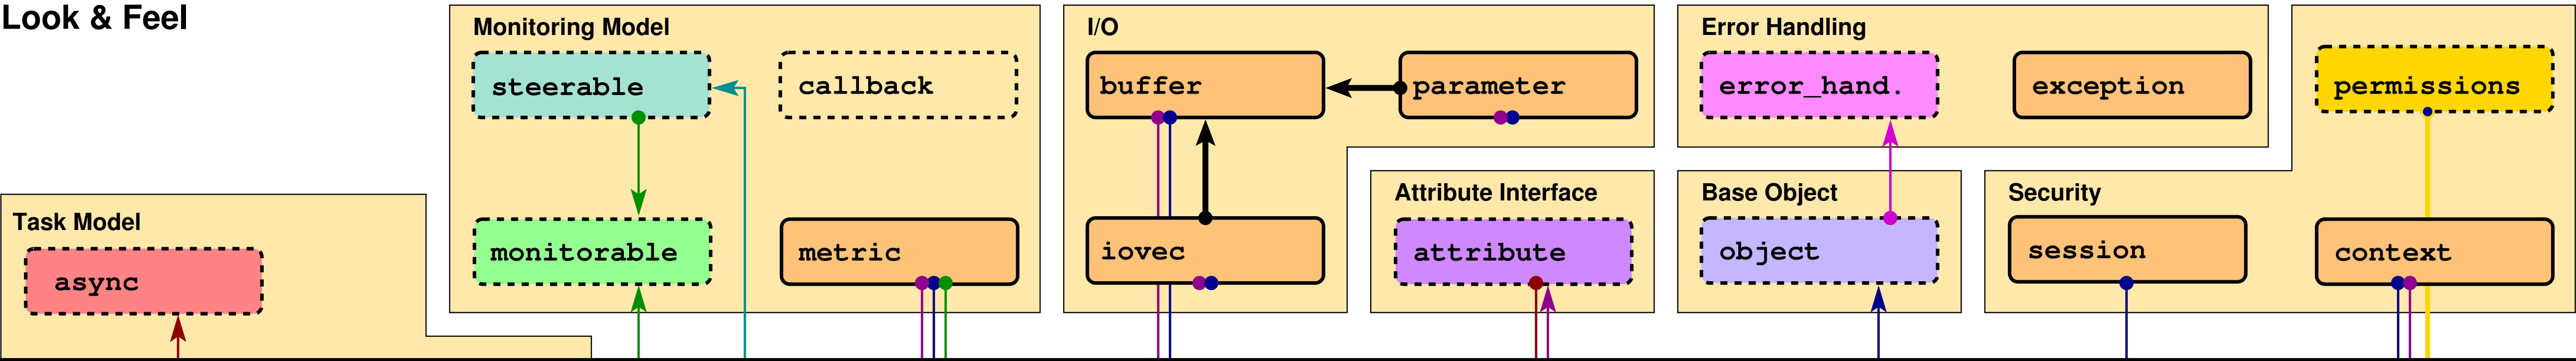 Look & Feel
Monitoring Model
I/O
Error Handling
steerable
callback
buffer
parameter
error_hand.
exception
permissions
Task Model
Attribute Interface
Base Object
Security
async
monitorable
metric
iovec
attribute
object
session
context